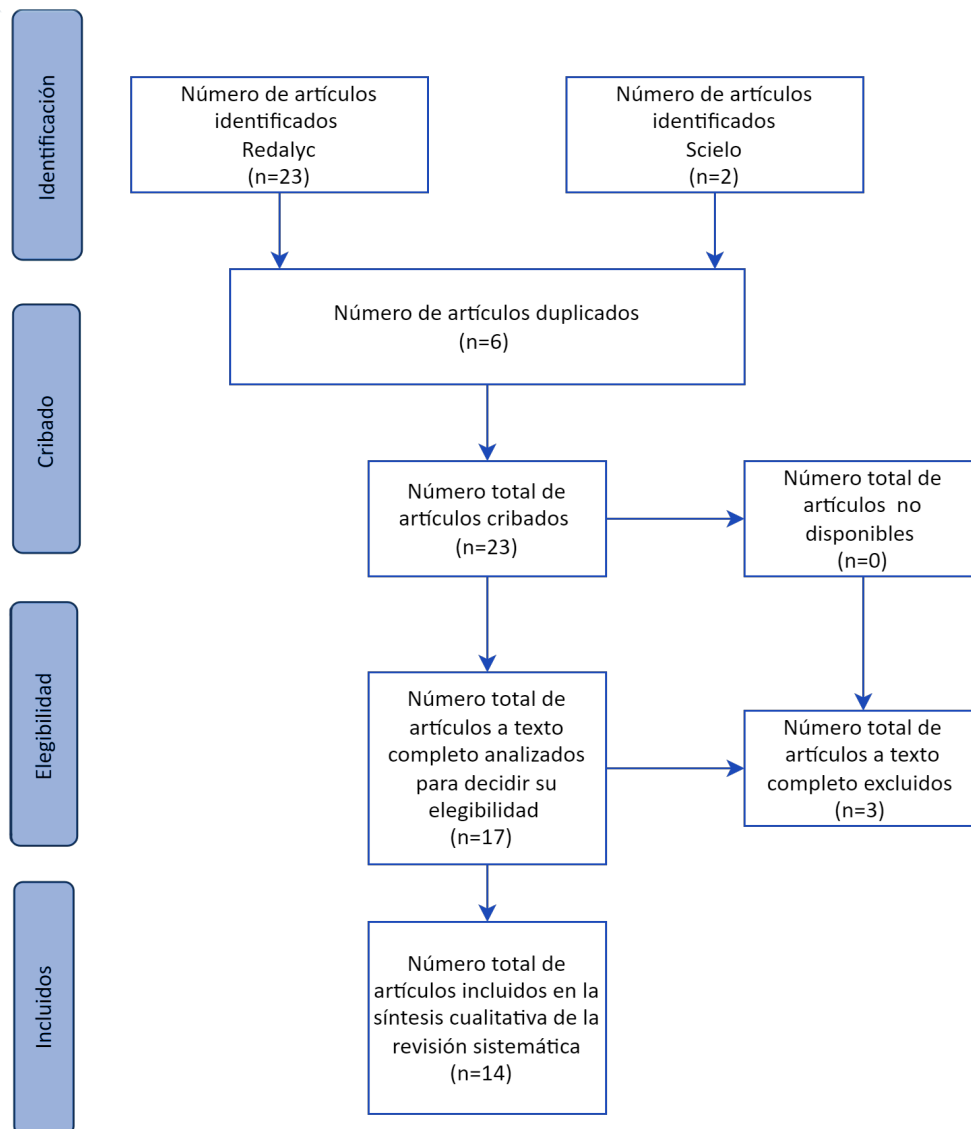 Identificación
Número de artículos
identificados
Redalyc
(n=23)
Número de artículos
identificados
Scielo
(n=2)
Número de artículos duplicados
(n=6)
Cribado
Número total de
artículos cribados
(n=23)
Número total de
artículos no
disponibles
(n=0)
Elegibilidad
Número total de
artículos a texto
completo analizados
para decidir su
elegibilidad
(n=17)
Número total de
artículos a texto
completo excluidos
(n=3)
Incluidos
Número total de
artículos incluidos en la
síntesis cualitativa de la
revisión sistemática
(n=14)